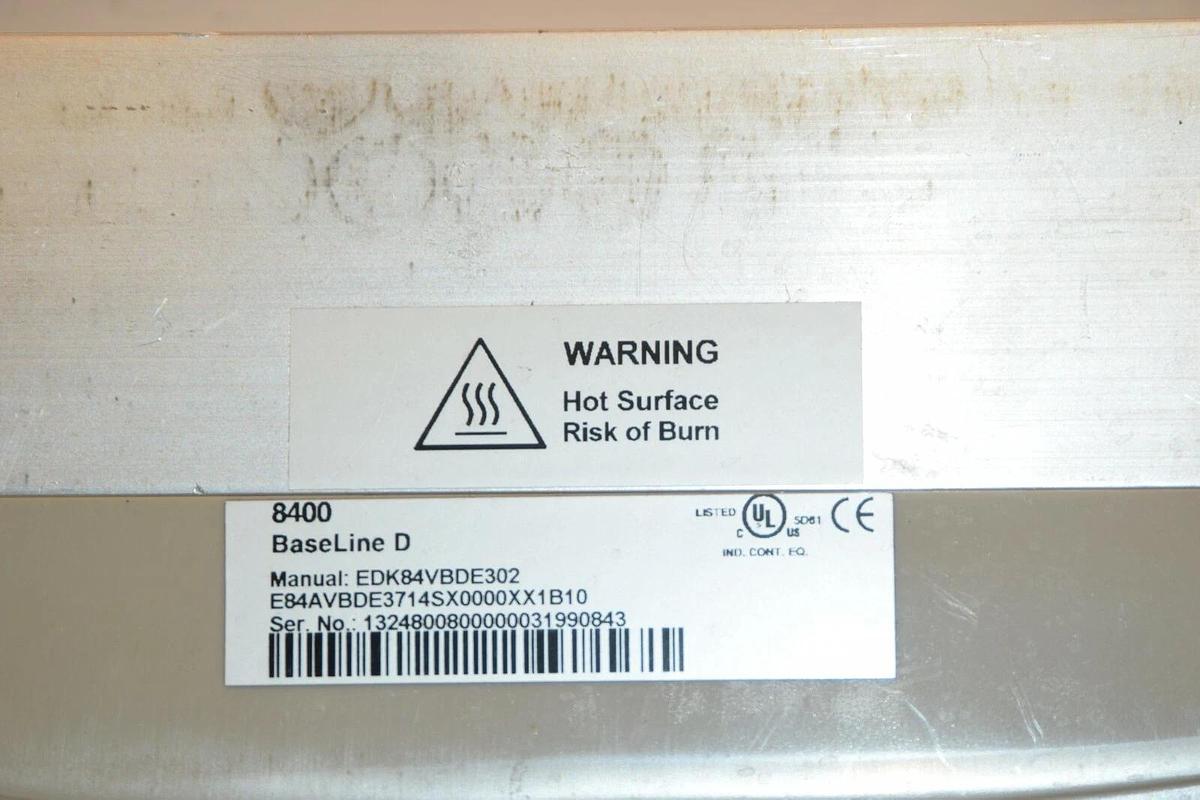 WARNING
Hot Surface
Risk of Burn
8400
BaseLine D
LISTED C UL US 5D81 CE
IND. CONT. EQ.
Manual: EDK84VBDE302
E84AVBDE3714SX0000XX1B10
Ser. No.: 13248008000000031990843